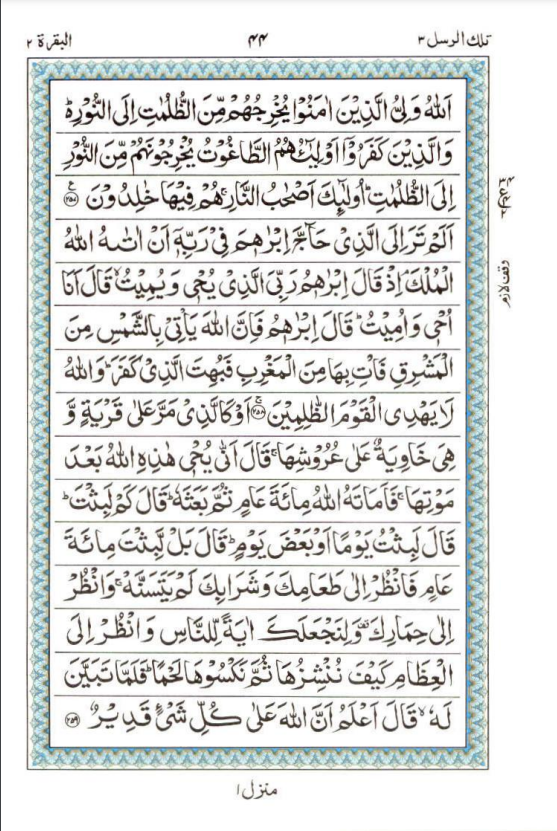 تلك الرسل ٣ ۴۴ البقرة ٢
اَللّٰهُ وَلِىُّ الَّذِيْنَ اٰمَنُوْا يُخْرِجُهُمْ مِّنَ الظُّلُمٰتِ اِلَى النُّوْرِ ؕ
وَالَّذِيْنَ كَفَرُوْۤا اَوْلِيٰۤـُٔهُمُ الطَّاغُوْتُ يُخْرِجُوْنَهُمْ مِّنَ النُّوْرِ
اِلَى الظُّلُمٰتِ ؕ اُولٰٓئِكَ اَصْحٰبُ النَّارِ ۚ هُمْ فِيْهَا خٰلِدُوْنَ ﴿۲۵۷﴾
اَلَمْ تَرَ اِلَى الَّذِىْ حَآجَّ اِبْرٰهٖمَ فِىْ رَبِّهٖۤ اَنْ اٰتٰىهُ اللّٰهُ
الْمُلْكَ ۘ اِذْ قَالَ اِبْرٰهٖمُ رَبِّىَ الَّذِىْ يُحْىٖ وَيُمِيْتُ ۙ قَالَ اَنَا
اُحْىٖ وَاُمِيْتُ ؕ قَالَ اِبْرٰهٖمُ فَاِنَّ اللّٰهَ يَاْتِىْ بِالشَّمْسِ مِنَ
الْمَشْرِقِ فَاْتِ بِهَا مِنَ الْمَغْرِبِ فَبُهِتَ الَّذِىْ كَفَرَ ؕ وَاللّٰهُ
لَا يَهْدِى الْقَوْمَ الظّٰلِمِيْنَ ﴿۲۵۸﴾ اَوْ كَالَّذِىْ مَرَّ عَلٰى قَرْيَةٍ وَّ
هِىَ خَاوِيَةٌ عَلٰى عُرُوْشِهَا ۚ قَالَ اَنّٰى يُحْىٖ هٰذِهِ اللّٰهُ بَعْدَ
مَوْتِهَا ۚ فَاَمَاتَهُ اللّٰهُ مِائَةَ عَامٍ ثُمَّ بَعَثَهٗ ؕ قَالَ كَمْ لَبِثْتَ ؕ
قَالَ لَبِثْتُ يَوْمًا اَوْ بَعْضَ يَوْمٍ ؕ قَالَ بَلْ لَّبِثْتَ مِائَةَ
عَامٍ فَانْظُرْ اِلٰى طَعَامِكَ وَشَرَابِكَ لَمْ يَتَسَنَّهْ ۚ وَانْظُرْ
اِلٰى حِمَارِكَ وَلِنَجْعَلَكَ اٰيَةً لِّلنَّاسِ وَانْظُرْ اِلَى
الْعِظَامِ كَيْفَ نُنْشِزُهَا ثُمَّ نَكْسُوْهَا لَحْمًا ؕ فَلَمَّا تَبَيَّنَ
لَهٗ ۙ قَالَ اَعْلَمُ اَنَّ اللّٰهَ عَلٰى كُلِّ شَىْءٍ قَدِيْرٌ ﴿۲۵۹﴾
وقف لازم
منزل ١